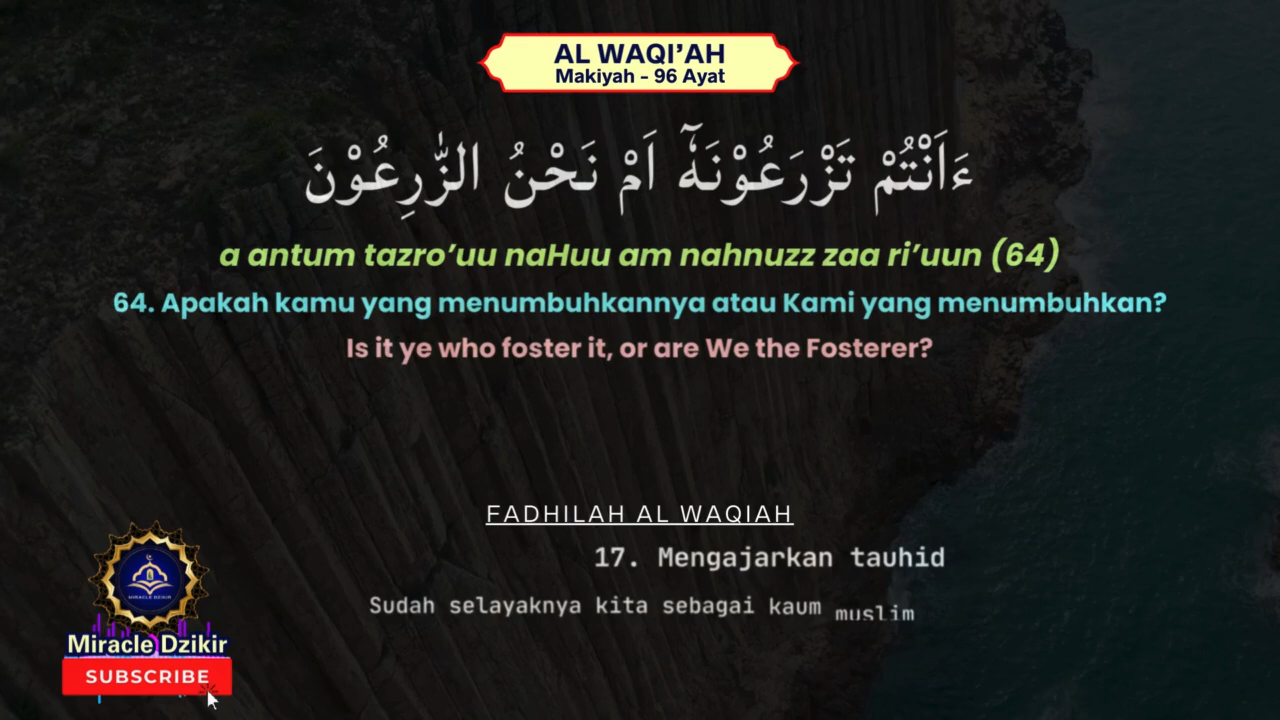 AL WAQI’AH
Makiyah - 96 Ayat
ءَاَنْتُمْ تَزْرَعُوْنَهٗٓ اَمْ نَحْنُ الزّٰرِعُوْنَ
a antum tazro’uu naHuu am nahnuzz zaa ri’uun (64)
64. Apakah kamu yang menumbuhkannya atau Kami yang menumbuhkan?
Is it ye who foster it, or are We the Fosterer?
FADHILAH AL WAQIAH
17. Mengajarkan tauhid
Sudah selayaknya kita sebagai kaum muslim
MIRACLE DZIKIR
Miracle Dzikir
SUBSCRIBE